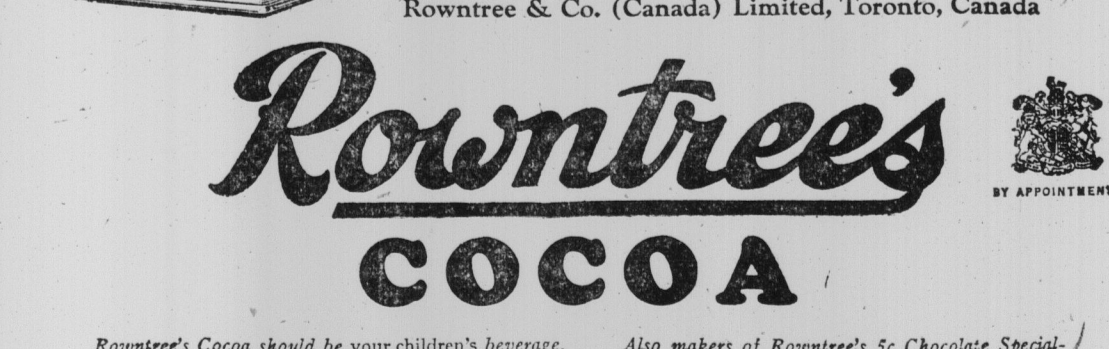 Rowntree & Co. (Canada) Limited, Toronto, Canada
Rowntree's
COCOA
BY APPOINTMENT
Rowntree's Cocoa should be your children's beverage.
Also makers of Rowntree's 5c Chocolate Special-